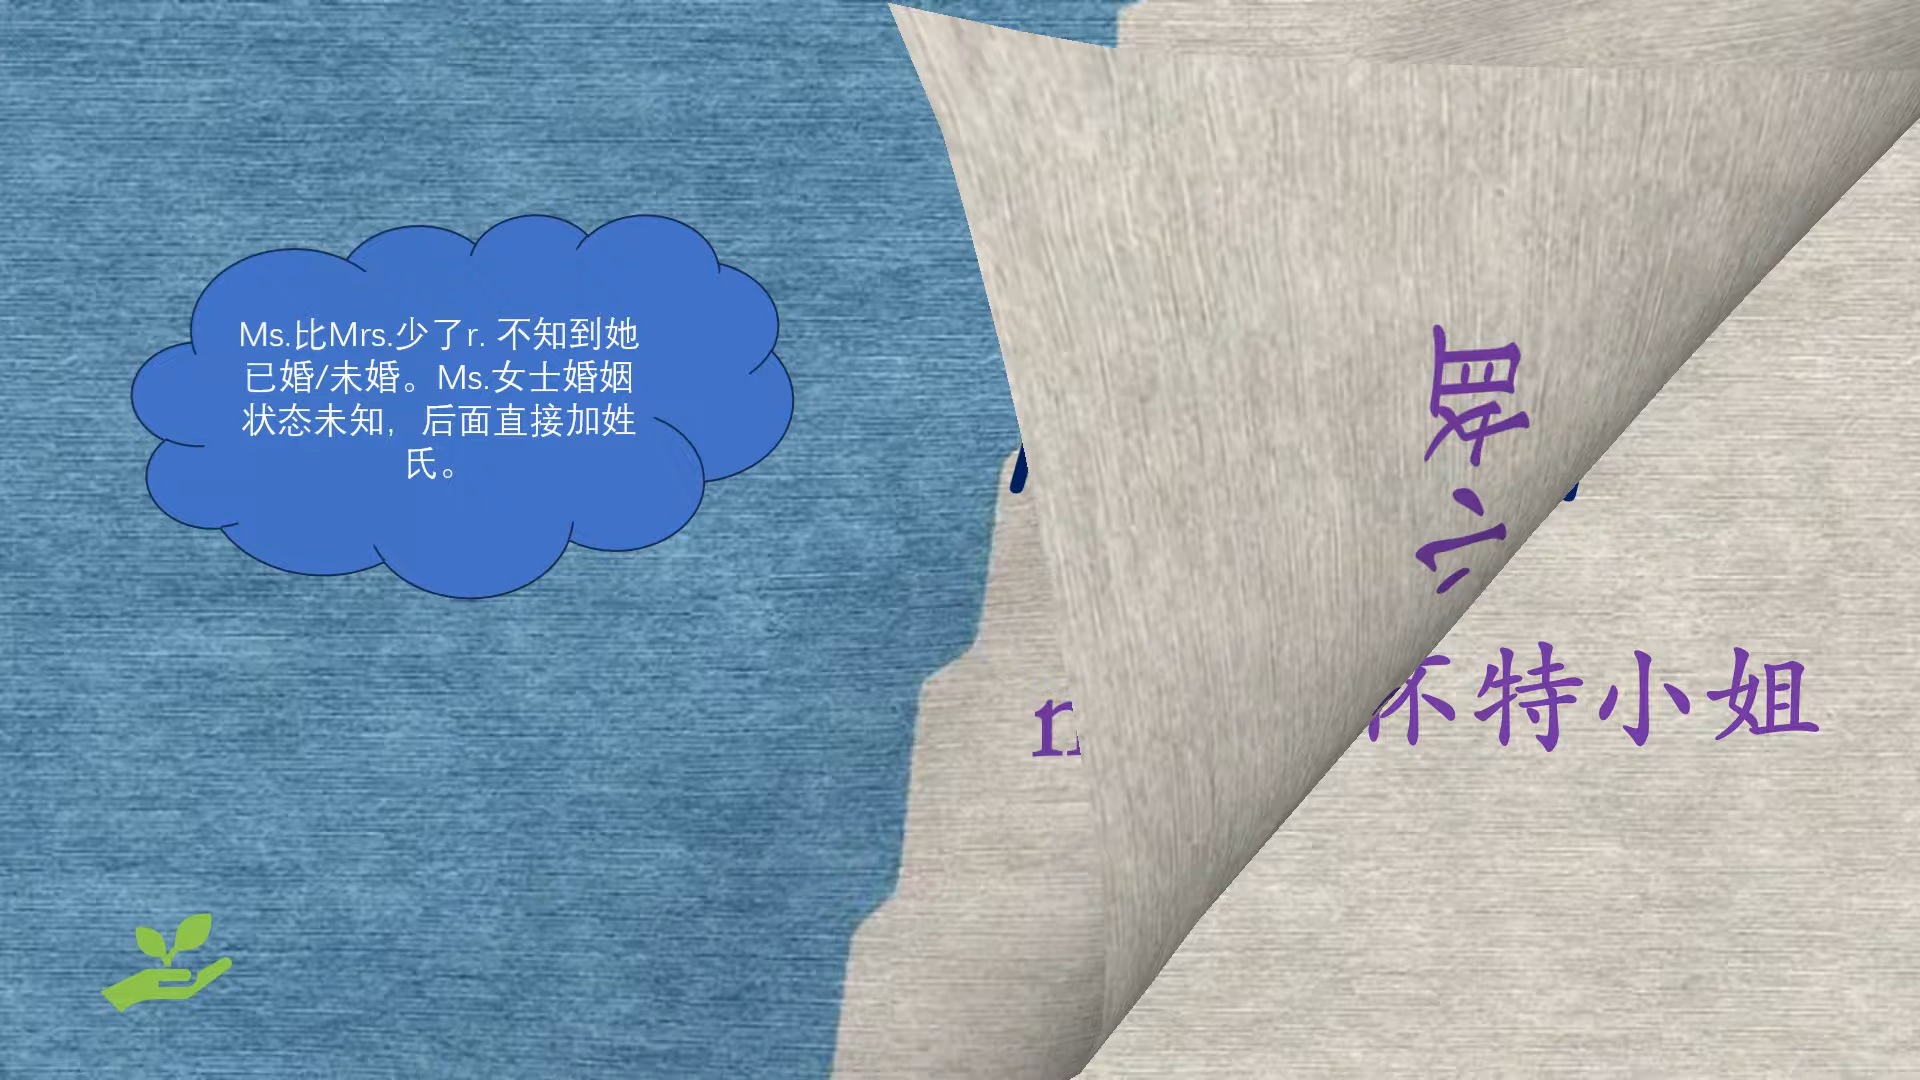 Ms.比Mrs.少了r. 不知到她
已婚/未婚。Ms.女士婚姻
状态未知，后面直接加姓
氏。
怀特小姐